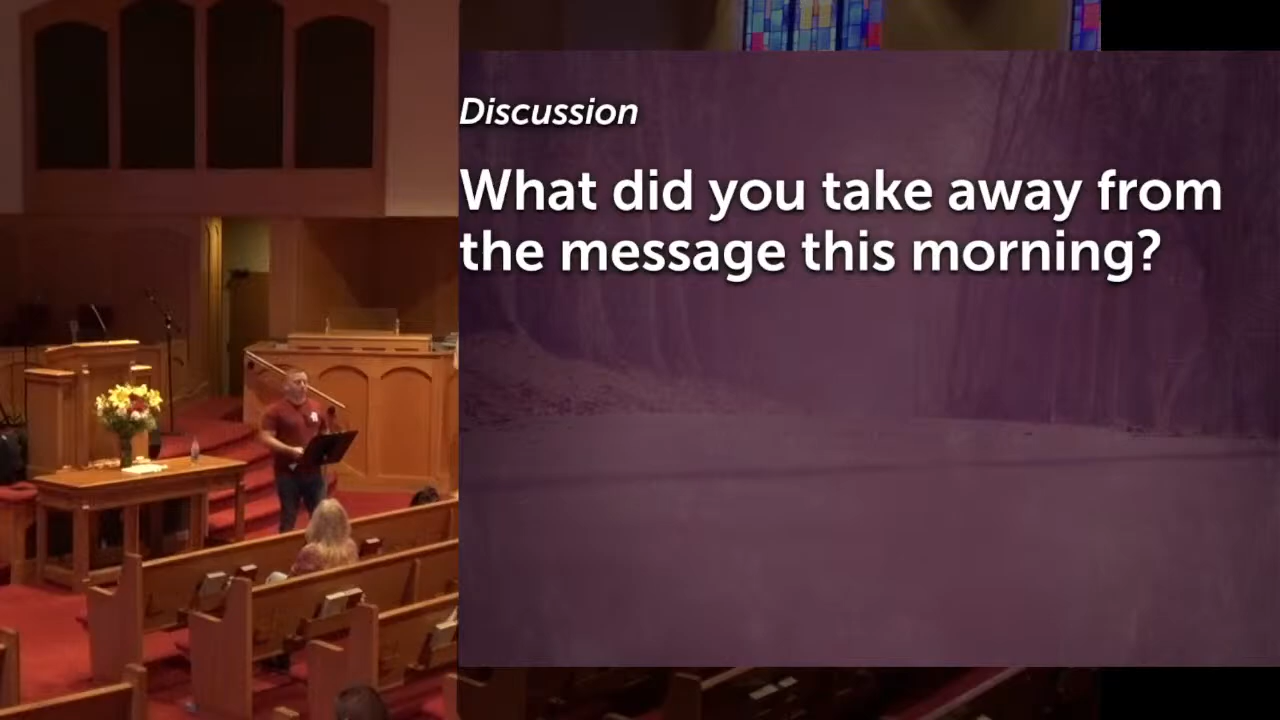 Discussion
What did you take away from
the message this morning?